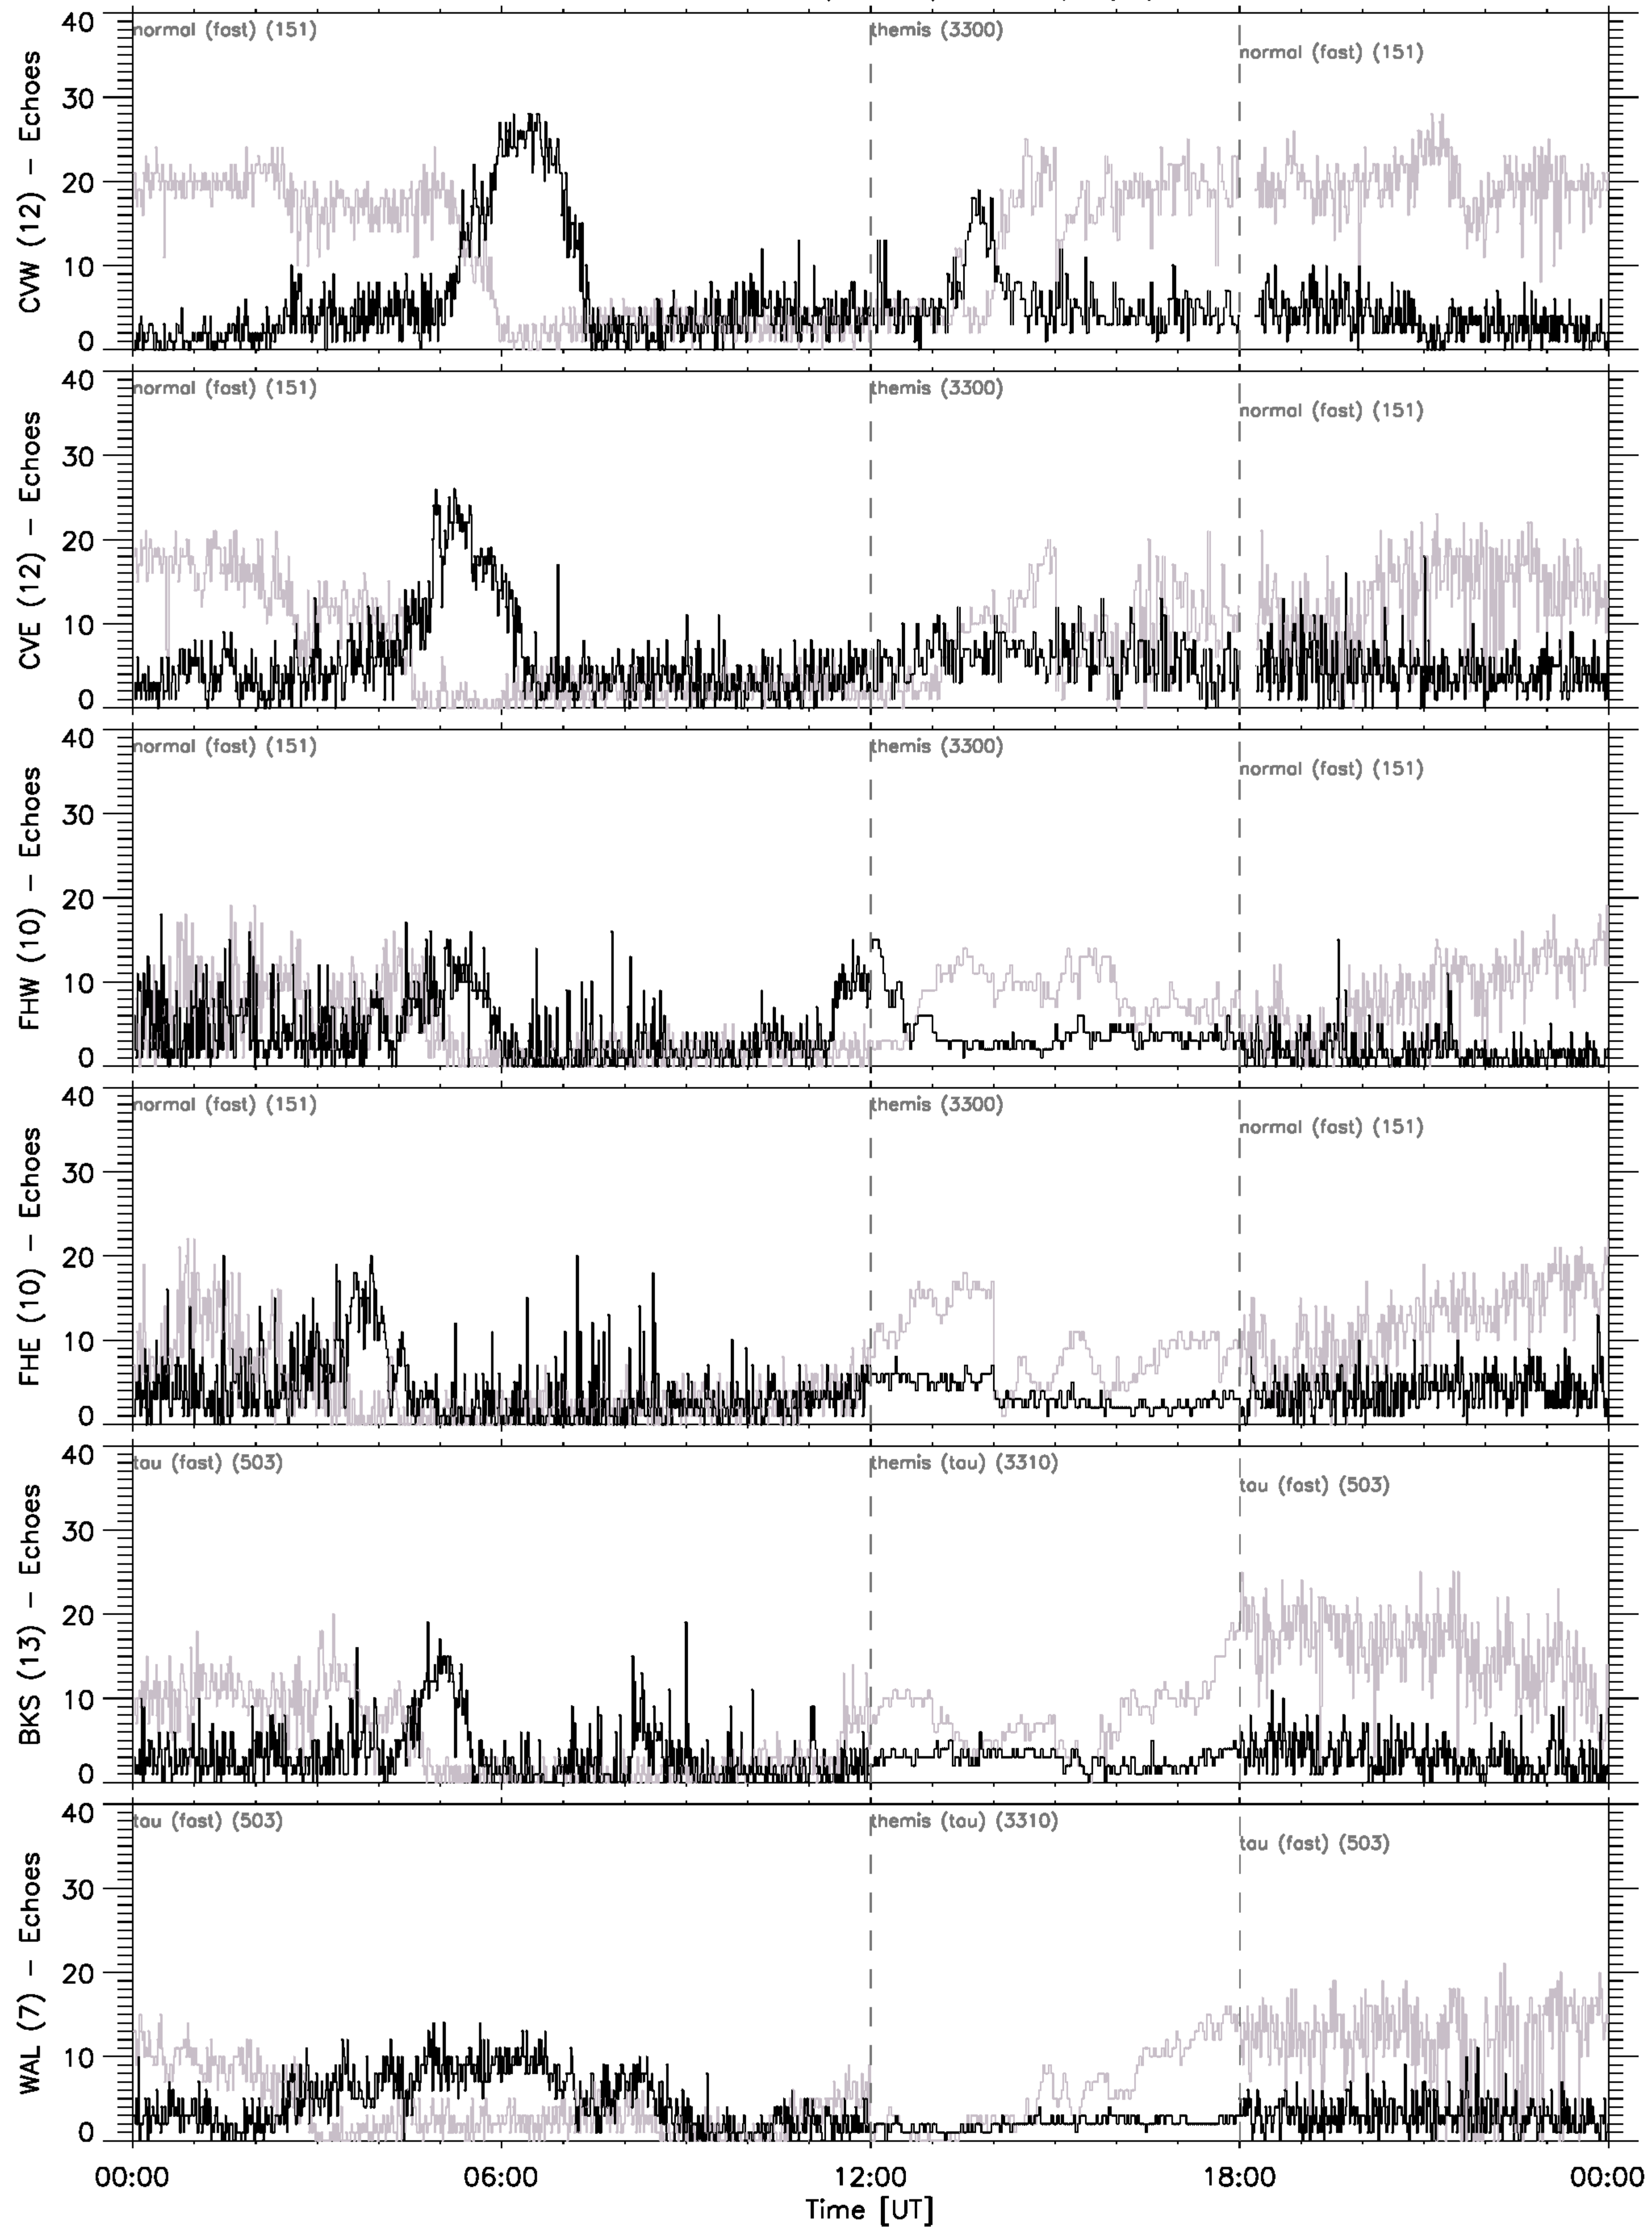 normal (fast) (151) themis (3300)
normal (fast) (151)
40
30
20
10
0
CVW (12) – Echoes
normal (fast) (151) themis (3300)
normal (fast) (151)
40
30
20
10
0
CVE (12) – Echoes
normal (fast) (151) themis (3300)
normal (fast) (151)
40
30
20
10
0
FHW (10) – Echoes
normal (fast) (151) themis (3300)
normal (fast) (151)
40
30
20
10
0
FHE (10) – Echoes
tau (fast) (503) themis (tau) (3310)
tau (fast) (503)
40
30
20
10
0
BKS (13) – Echoes
tau (fast) (503) themis (tau) (3310)
tau (fast) (503)
40
30
20
10
0
WAL (7) – Echoes
00:00 06:00 12:00 18:00 00:00
Time [UT]